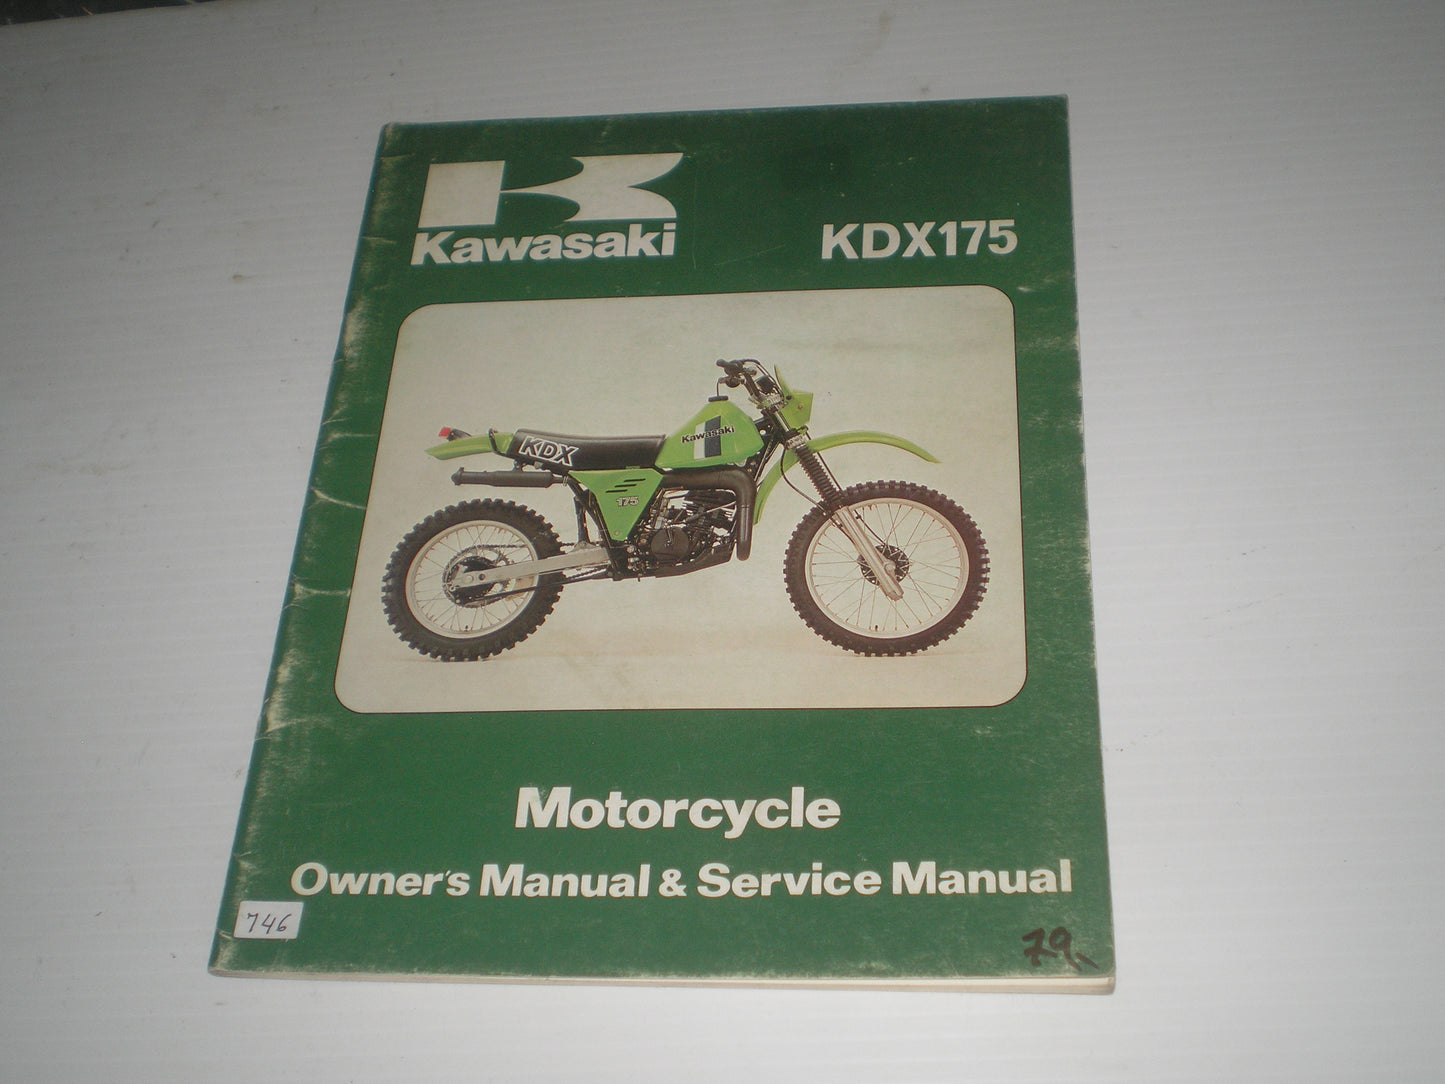 Kawasaki
KDX175
Kawasaki
KDX
175
Motorcycle
Owner's Manual & Service Manual
746
79